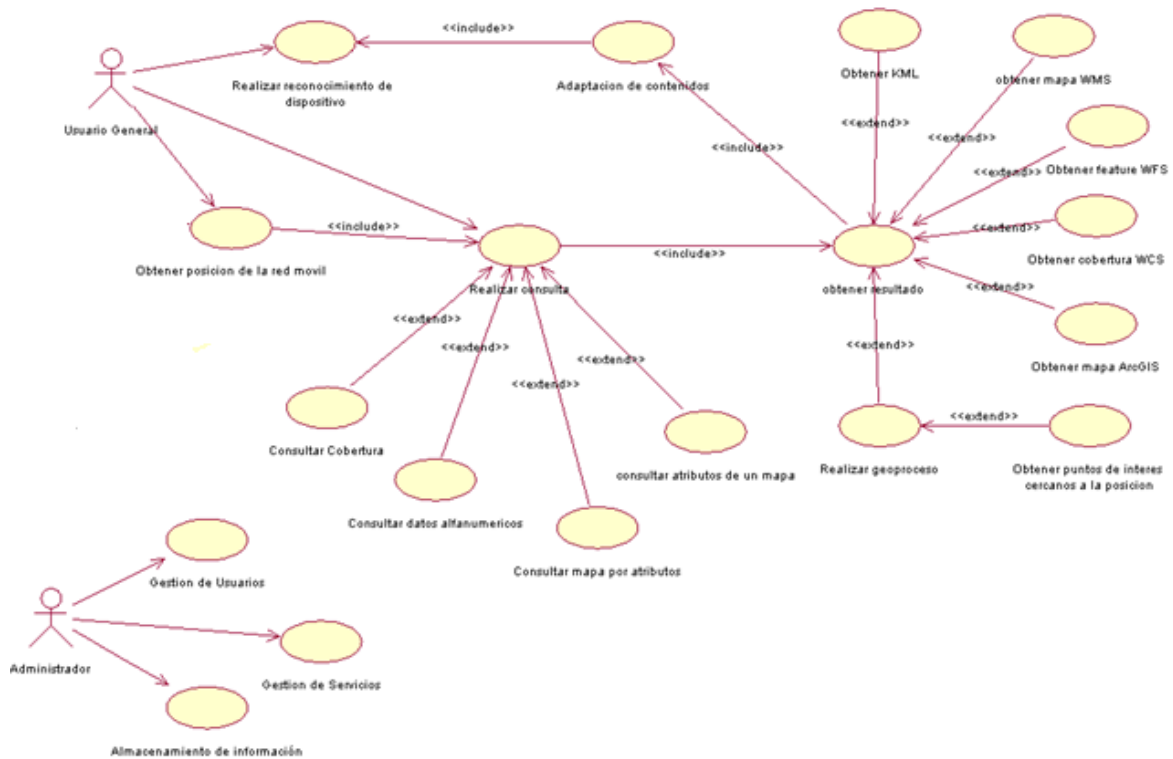 <<include>>
Realizar reconocimiento de
dispositivo
Adaptacion de contenidos
Obtener KML
obtener mapa WMS
Usuario General
<<extend>>
<<extend>>
<<include>>
<<extend>>
Obtener feature WFS
<<include>>
<<include>>
<<extend>>
Obtener posicion de la red movil
Obtener cobertura WCS
Realizar consulta
obtener resultado
<<extend>>
<<extend>>
<<extend>>
<<extend>>
<<extend>>
<<extend>>
Obtener mapa ArcGIS
<<extend>>
Consultar Cobertura
consultar atributos de un mapa
Realizar geoproceso
Obtener puntos de interes
cercanos a la posicion
Consultar datos alfanumericos
Consultar mapa por atributos
Gestion de Usuarios
Administrador
Gestion de Servicios
Almacenamiento de información